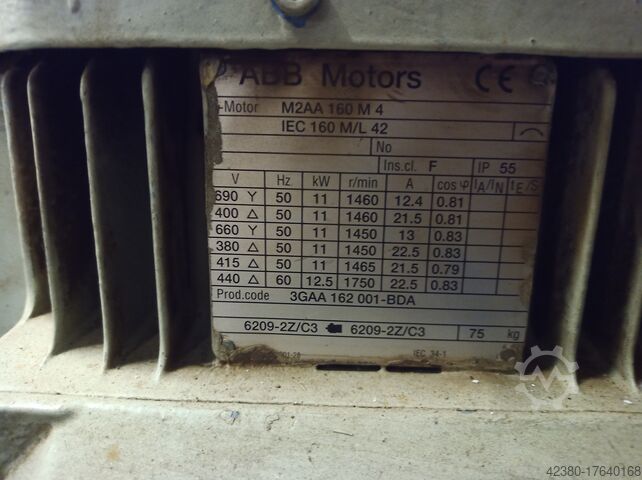 ABB Motors CE
Motor M2AA 160 M 4
IEC 160 M/L 42
No
Ins.cl. F IP 55
V Hz kW r/min A cos φ IA/IN tE/S
690 Y 50 11 1460 12.4 0.81
400 Δ 50 11 1460 21.5 0.81
660 Y 50 11 1450 13 0.83
380 Δ 50 11 1450 22.5 0.83
415 Δ 50 11 1465 21.5 0.79
440 Δ 60 12.5 1750 22.5 0.83
Prod.code 3GAA 162 001-BDA
6209-2Z/C3 6209-2Z/C3 75 kg
IEC 34-1
42380-17640168